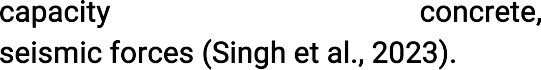 capacity concrete,
seismic forces (Singh et al., 2023).